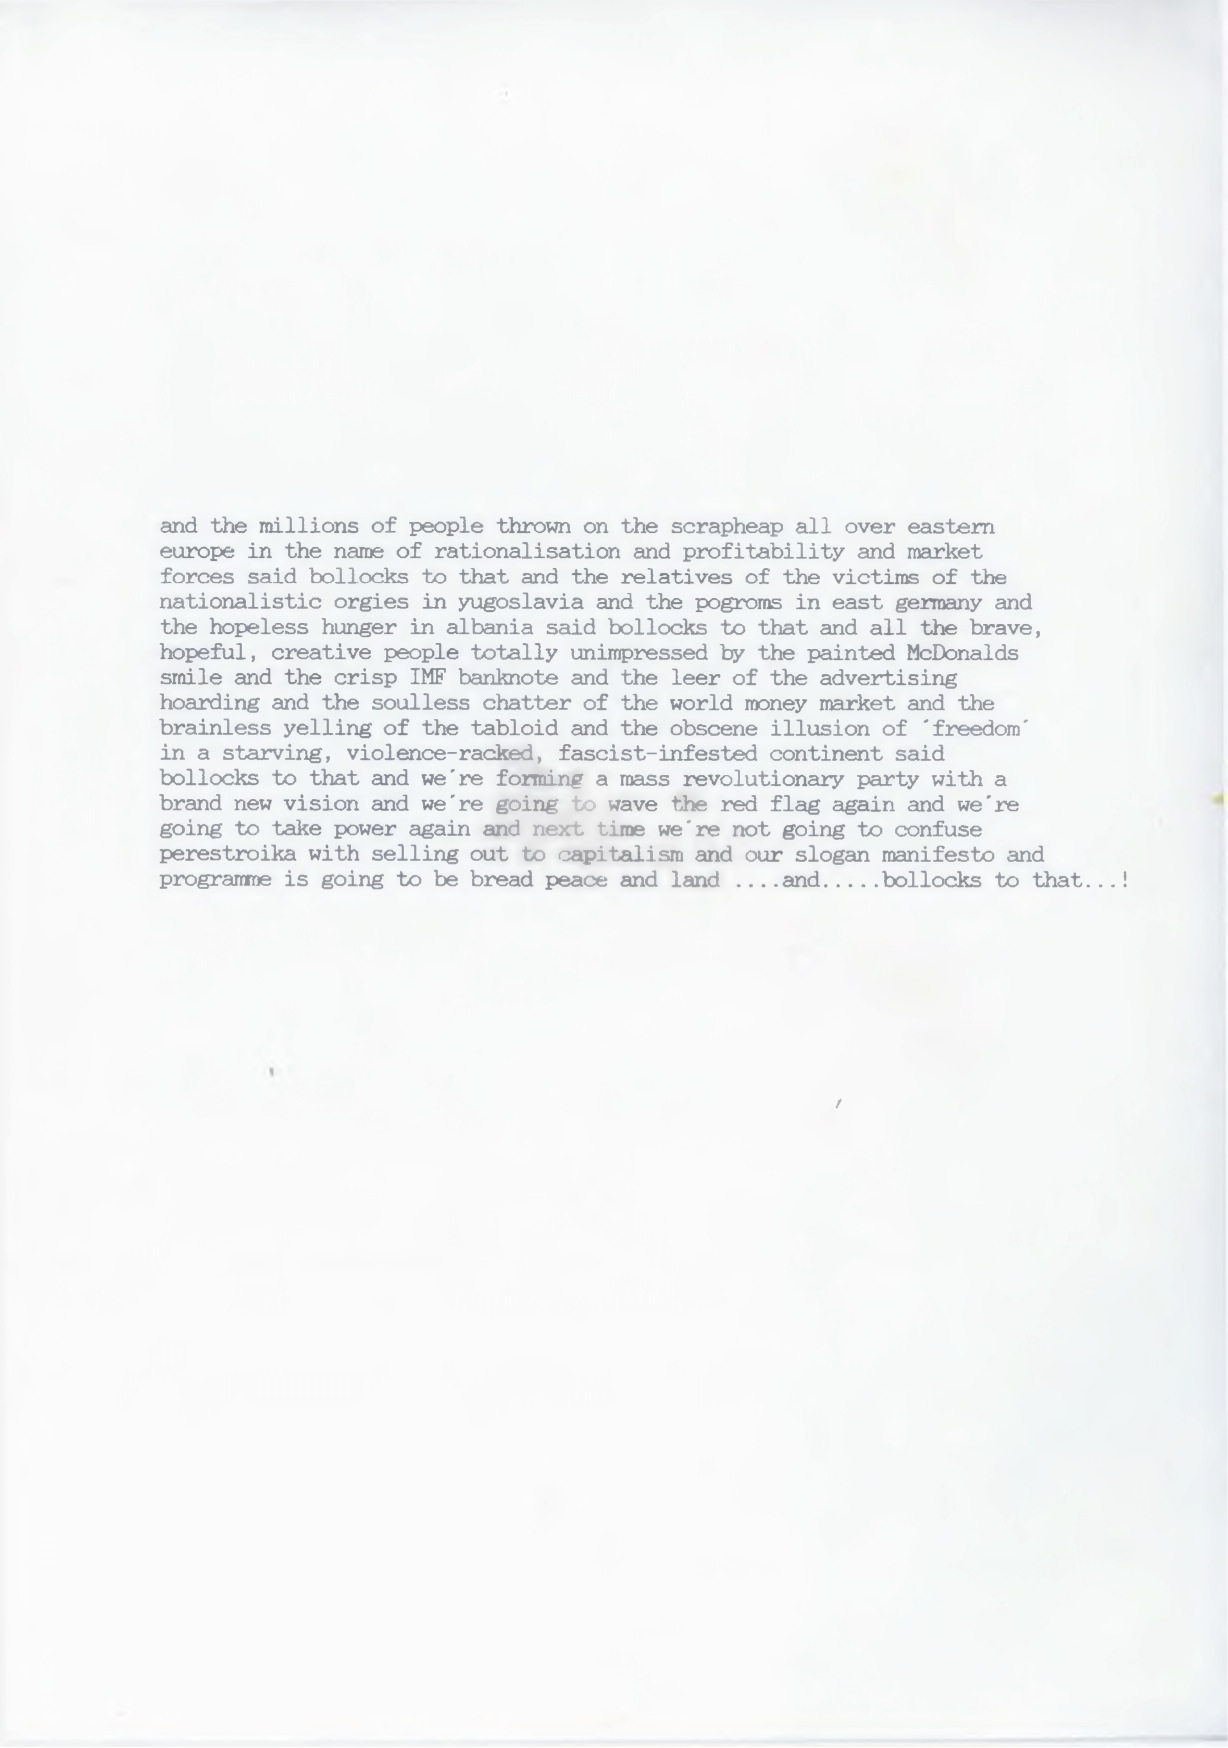 and the millions of people thrown on the scrapheap all over eastern
europe in the name of rationalisation and profitability and market
forces said bollocks to that and the relatives of the victims of the
nationalistic orgies in yugoslavia and the pogroms in east germany and
the hopeless hunger in albania said bollocks to that and all the brave,
hopeful, creative people totally unimpressed by the painted McDonalds
smile and the crisp IMF banknote and the leer of the advertising
hoarding and the soulless chatter of the world money market and the
brainless yelling of the tabloid and the obscene illusion of ´freedom´
in a starving, violence-racked, fascist-infested continent said
bollocks to that and we´re forming a mass revolutionary party with a
brand new vision and we´re going to wave the red flag again and we´re
going to take power again and next time we´re not going to confuse
perestroika with selling out to capitalism and our slogan manifesto and
programme is going to be bread peace and land ....and.....bollocks to that...!